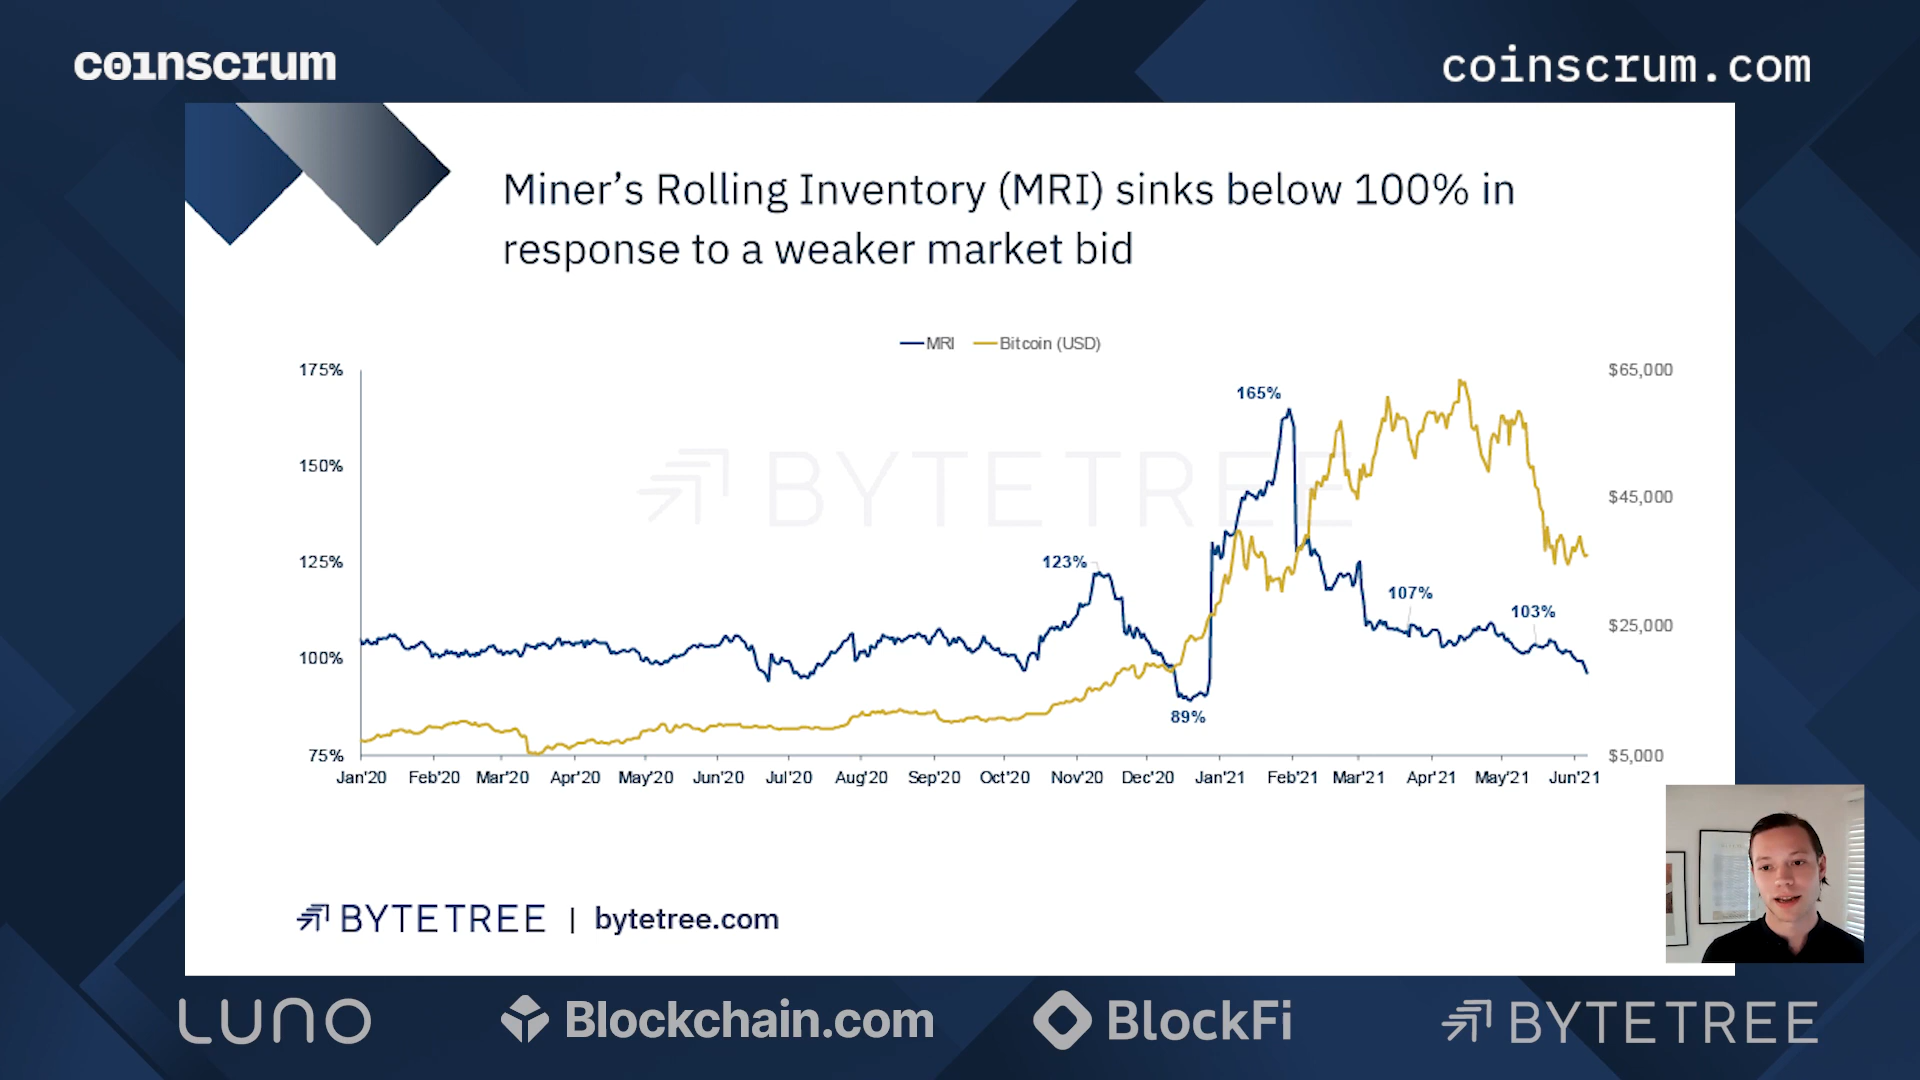 coinscrum
coinscrum.com
Miner’s Rolling Inventory (MRI) sinks below 100% in
response to a weaker market bid
MRI Bitcoin (USD)
175%
150%
125%
100%
75%
$65,000
$45,000
$25,000
$5,000
165%
123%
107%
103%
89%
BYTETREE
Jan'20 Feb'20 Mar'20 Apr'20 May'20 Jun'20 Jul'20 Aug'20 Sep'20 Oct'20 Nov'20 Dec'20 Jan'21 Feb'21 Mar'21 Apr'21 May'21 Jun'21
BYTETREE | bytetree.com
LUNO Blockchain.com BlockFi BYTETREE